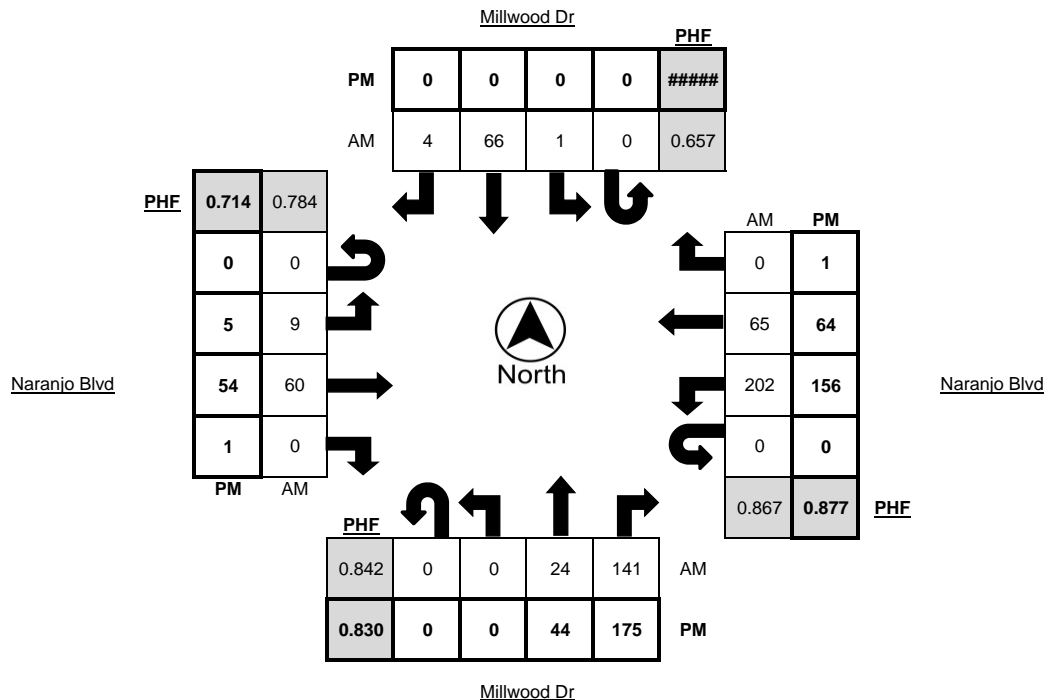 Millwood Dr
PHF
PM 0 0 0 0 #####
AM 4 66 1 0 0.657
PHF 0.714 0.784
AM PM
0 0
0 1
5 9
65 64
North
Naranjo Blvd
54 60
202 156
Naranjo Blvd
1 0
0 0
PM AM
0.867 0.877 PHF
PHF
0.842 0 0 24 141 AM
0.830 0 0 44 175 PM
Millwood Dr